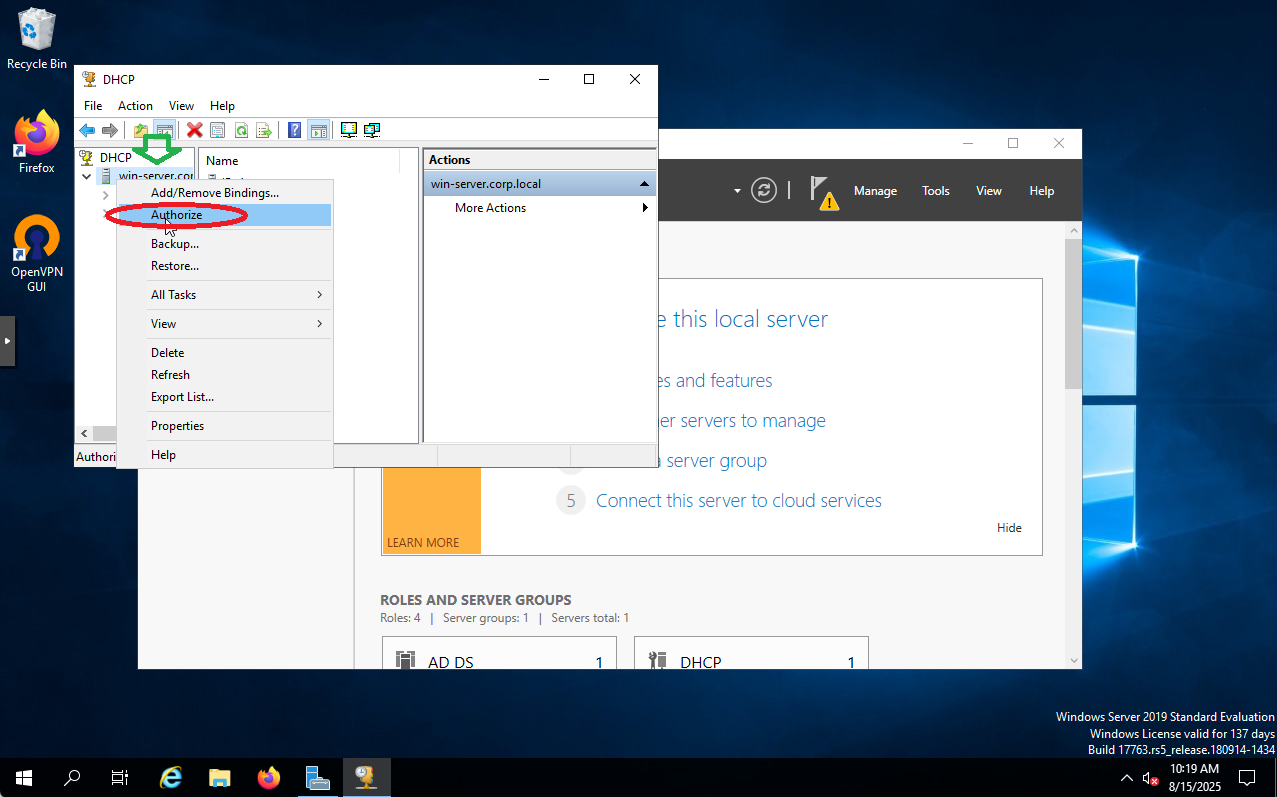 Recycle Bin
Firefox
OpenVPN
GUI
DHCP
File Action View Help
DHCP
win-server.cor
Name
Actions
win-server.corp.local
More Actions
Add/Remove Bindings...
Authorize
Backup...
Restore...
All Tasks
View
Delete
Refresh
Export List...
Properties
Help
Authori
Manage Tools View Help
e this local server
es and features
er servers to manage
a server group
5 Connect this server to cloud services
Hide
LEARN MORE
ROLES AND SERVER GROUPS
Roles: 4 | Server groups: 1 | Servers total: 1
AD DS 1
DHCP 1
Windows Server 2019 Standard Evaluation
Windows License valid for 137 days
Build 17763.rs5_release.180914-1434
10:19 AM
8/15/2025